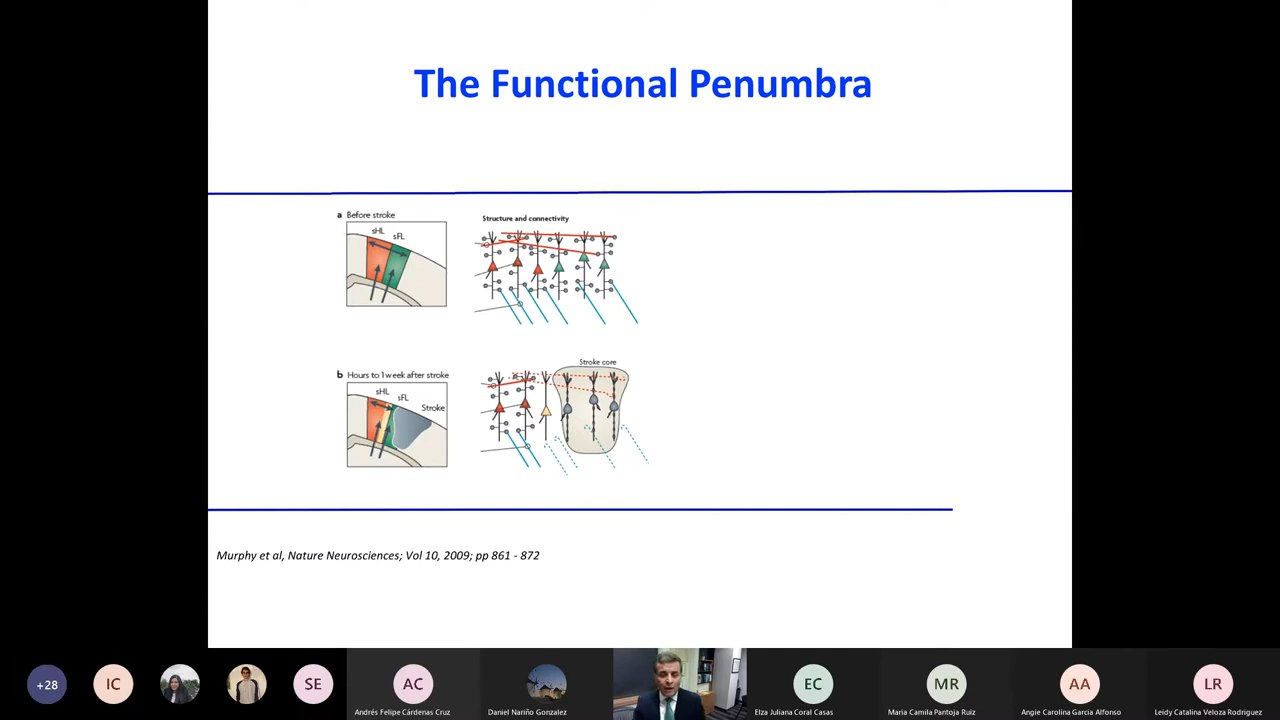 The Functional Penumbra
a Before stroke
sHL
sFL
Structure and connectivity
b Hours to 1 week after stroke
sHL
sFL
Stroke
Stroke core
Murphy et al, Nature Neurosciences; Vol 10, 2009; pp 861 - 872
+28
IC
SE
AC
Andrés Felipe Cárdenas Cruz
Daniel Nariño Gonzalez
EC
Elza Juliana Coral Casas
MR
Maria Camila Pantoja Ruiz
AA
Angie Carolina Garcia Alfonso
LR
Leidy Catalina Veloza Rodriguez